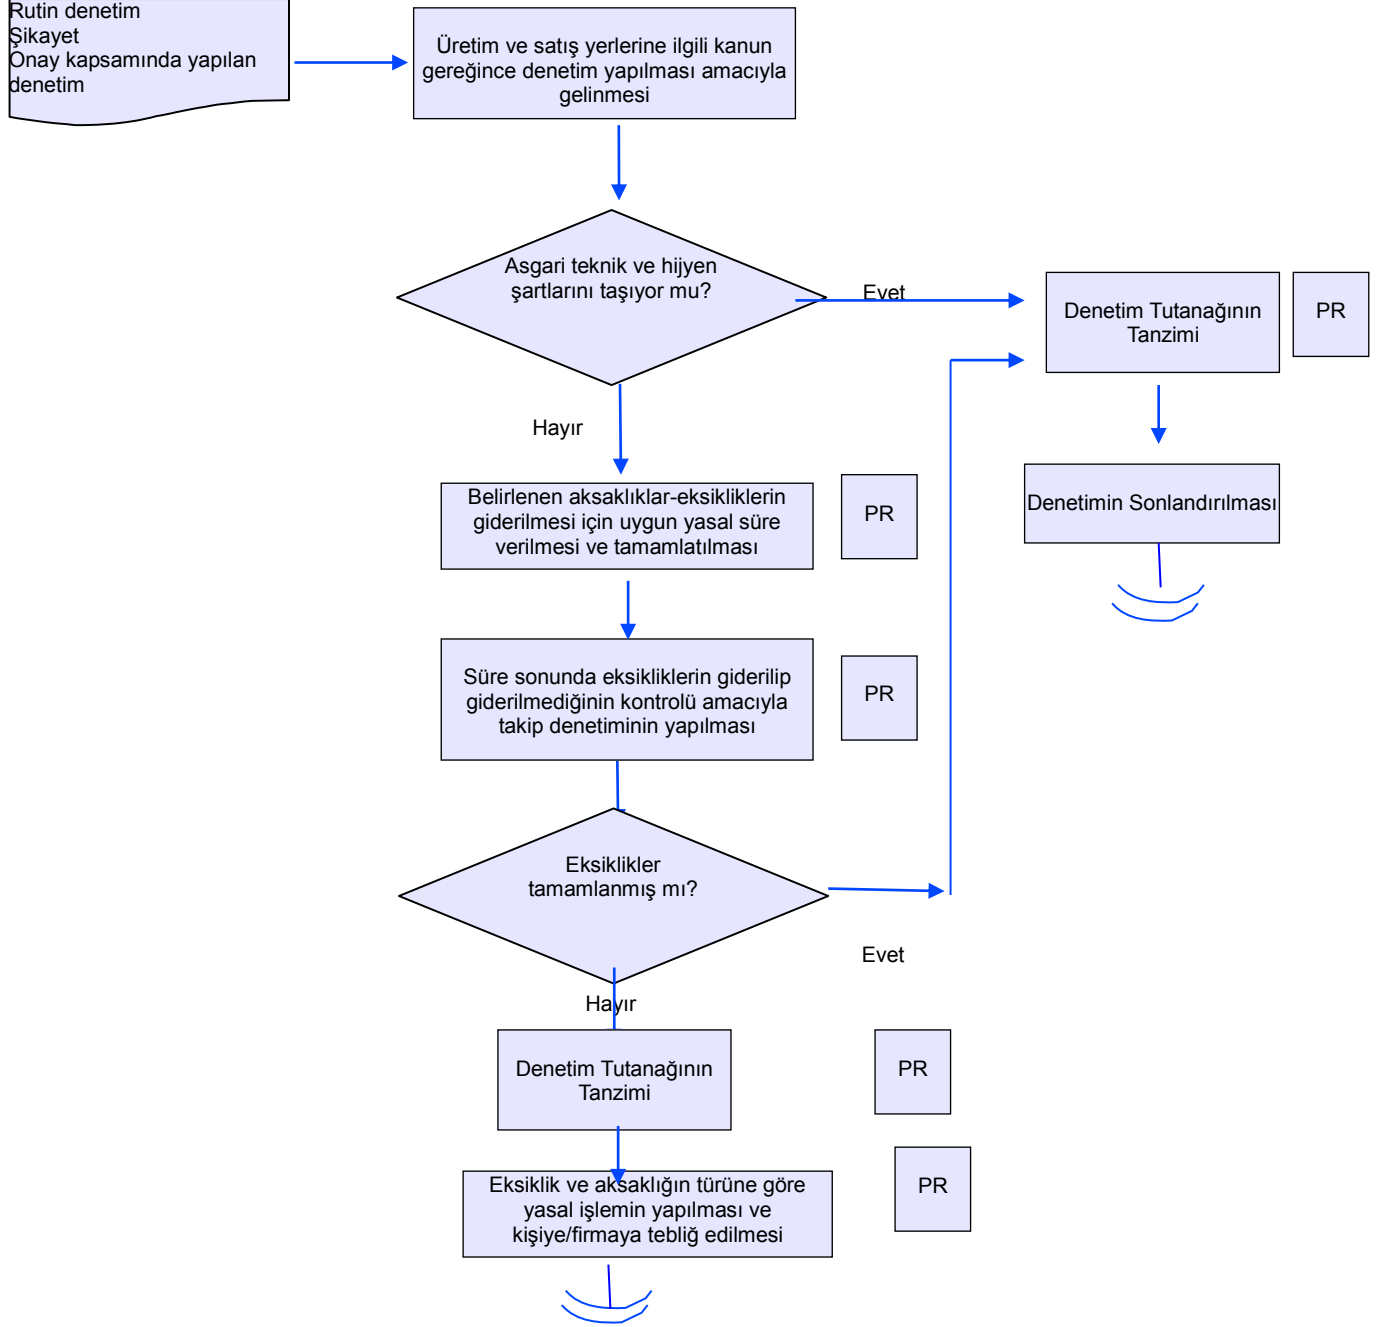 Rutin denetim
Şikayet
Onay kapsamında yapılan
denetim
Üretim ve satış yerlerine ilgili kanun
gereğince denetim yapılması amacıyla
gelinmesi
Asgari teknik ve hijyen
şartlarını taşıyor mu?
Evet
Denetim Tutanağının
Tanzimi
PR
Hayır
Belirlenen aksaklıklar-eksikliklerin
giderilmesi için uygun yasal süre
verilmesi ve tamamlatılması
PR
Denetimin Sonlandırılması
Süre sonunda eksikliklerin giderilip
giderilmediğinin kontrolü amacıyla
takip denetiminin yapılması
PR
Eksiklikler
tamamlanmış mı?
Evet
Hayır
Denetim Tutanağının
Tanzimi
PR
Eksiklik ve aksaklığın türüne göre
yasal işlemin yapılması ve
kişiye/firmaya tebliğ edilmesi
PR